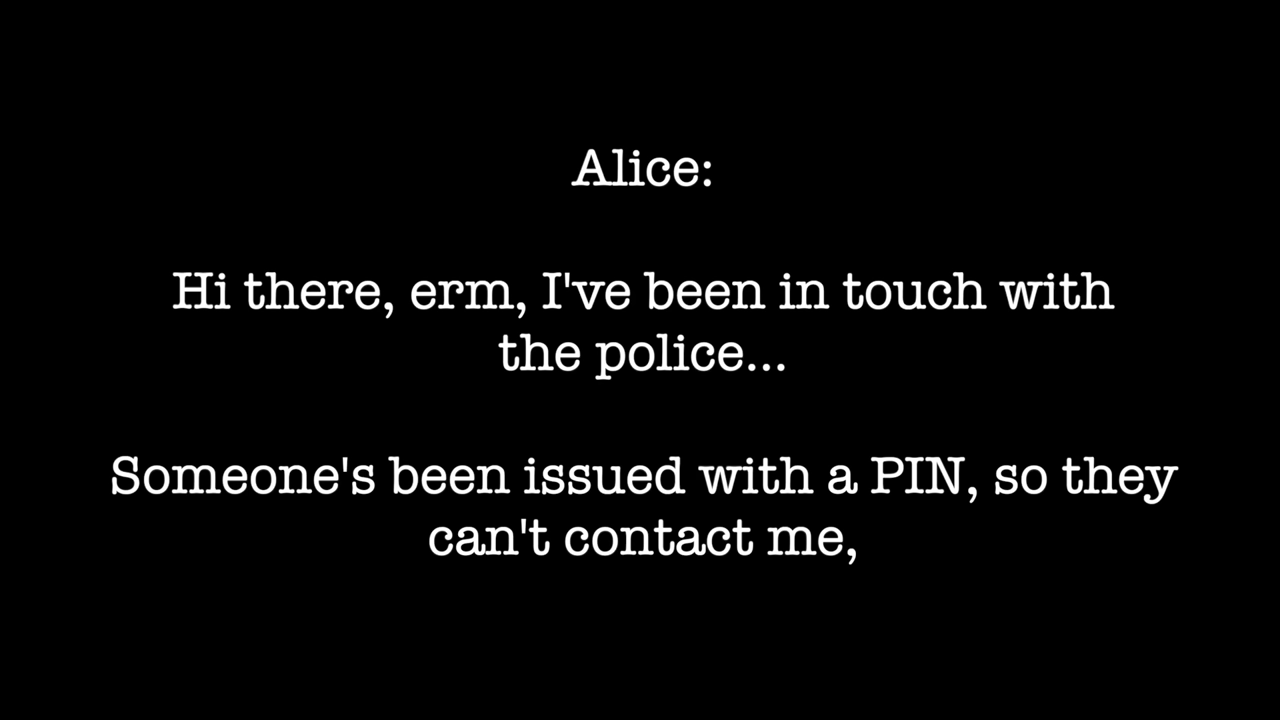 Alice:
Hi there, erm, I've been in touch with
the police...
Someone's been issued with a PIN, so they
can't contact me,